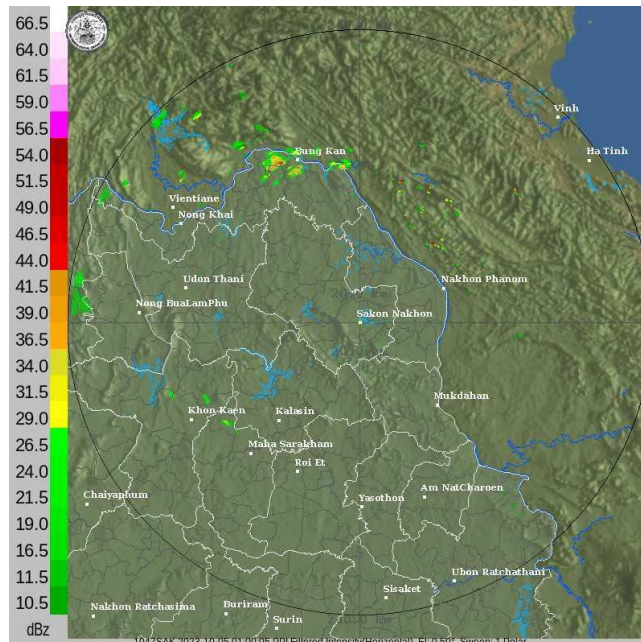 66.5
64.0
61.5
59.0
56.5
54.0
51.5
49.0
46.5
44.0
41.5
39.0
36.5
34.0
31.5
29.0
26.5
24.0
21.5
19.0
16.5
13.0
10.5
dBz
Vinh
Ha Tinh
Bung Kan
Vientiane
Nong Khai
Udon Thani
Nakhon Phanom
Nong BuaLamPhu
Sakon Nakhon
Mukdahan
Khon Kaen
Kalasin
Maha Sarakham
Roi Et
Chaiyaphum
Yasothon
Am NatCharoen
Ubon Ratchathani
Sisaket
Nakhon Ratchasima
Buriram
Surin